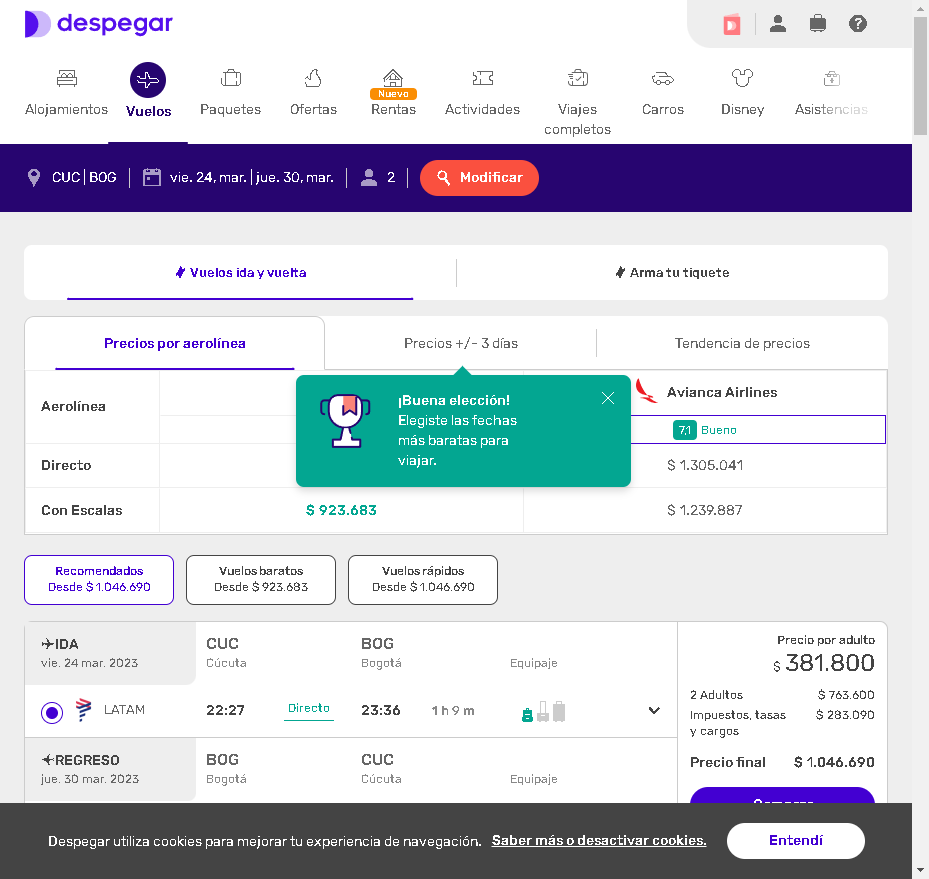 despegar
Alojamientos
Vuelos
Paquetes
Ofertas
Nuevo
Rentas
Actividades
Viajes
completos
Carros
Disney
Asistencias
CUC | BOG
vie. 24, mar. | jue. 30, mar.
2
Modificar
Vuelos ida y vuelta
Arma tu tiquete
Precios por aerolínea
Precios +/- 3 días
Tendencia de precios
Aerolínea
Avianca Airlines
¡Buena elección!
Elegiste las fechas
más baratas para
viajar.
7,1 Bueno
Directo
$ 1.305.041
Con Escalas
$ 923.683
$ 1.239.887
Recomendados
Desde $ 1.046.690
Vuelos baratos
Desde $ 923.683
Vuelos rápidos
Desde $ 1.046.690
IDA
vie. 24 mar. 2023
CUC
Cúcuta
BOG
Bogotá
Equipaje
LATAM
22:27
Directo
23:36
1 h 9 m
REGRESO
jue. 30 mar. 2023
BOG
Bogotá
CUC
Cúcuta
Equipaje
Precio por adulto
$ 381.800
2 Adultos $ 763.600
Impuestos, tasas $ 283.090
y cargos
Precio final $ 1.046.690
Despegar utiliza cookies para mejorar tu experiencia de navegación. Saber más o desactivar cookies.
Entendí